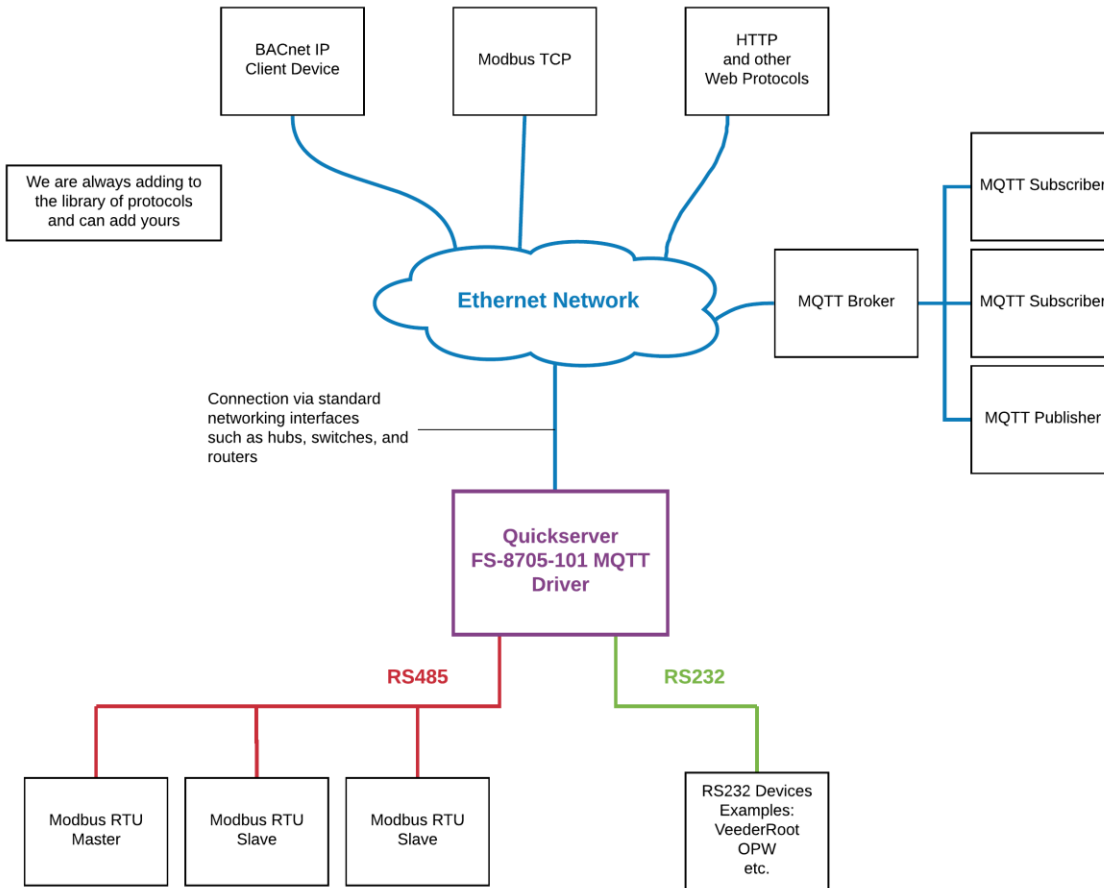 BACnet IP
Client Device
Modbus TCP
HTTP
and other
Web Protocols
We are always adding to
the library of protocols
and can add yours
MQTT Subscriber
Ethernet Network
MQTT Broker
MQTT Subscriber
MQTT Publisher
Connection via standard
networking interfaces
such as hubs, switches, and
routers
Quickserver
FS-8705-101 MQTT
Driver
RS485
RS232
Modbus RTU
Master
Modbus RTU
Slave
Modbus RTU
Slave
RS232 Devices
Examples:
VeederRoot
OPW
etc.